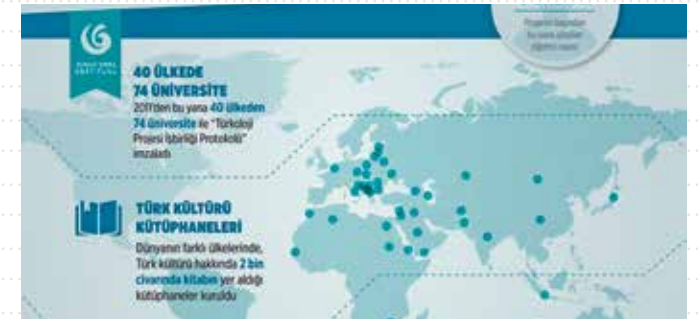 40 ÜLKEDE
74 ÜNİVERSİTE
2011'den bu yana 40 ülkeden
74 üniversite ile "Türkoloji
Projesi İşbirliği Protokolü"
imzaladı
TÜRK KÜLTÜRÜ
KÜTÜPHANELERİ
Dünyanın farklı ülkelerinde,
Türk kültürü hakkında 2 bin
civarında kitabın yer aldığı
kütüphaneler kuruldu